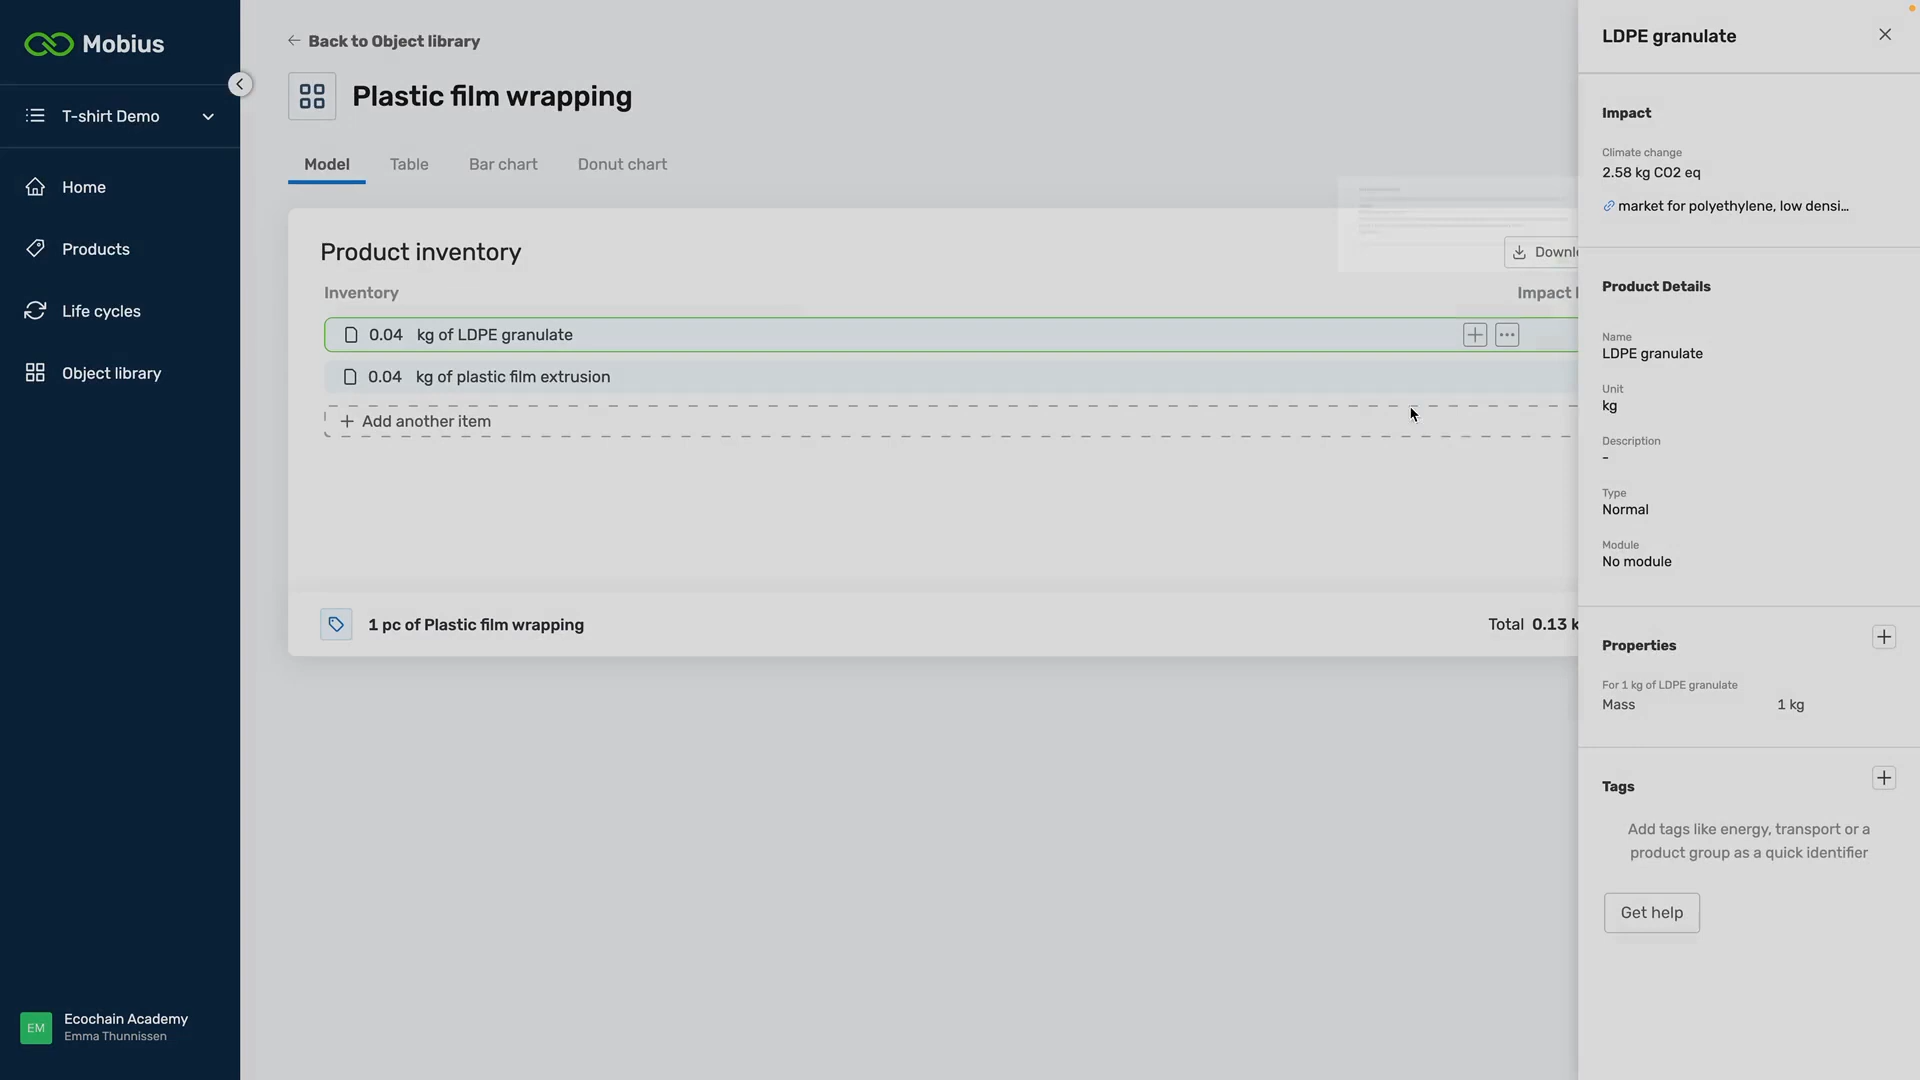 Mobius
T-shirt Demo
Home
Products
Life cycles
Object library
EM
Ecochain Academy
Emma Thunnissen
← Back to Object library
Plastic film wrapping
Model Table Bar chart Donut chart
Product inventory
Inventory Impact
0.04 kg of LDPE granulate
0.04 kg of plastic film extrusion
+ Add another item
1 pc of Plastic film wrapping Total 0.13
LDPE granulate
Impact
Climate change
2.58 kg CO2 eq
market for polyethylene, low densi...
Product Details
Name
LDPE granulate
Unit
kg
Description
-
Type
Normal
Module
No module
Properties
For 1 kg of LDPE granulate
Mass 1 kg
Tags
Add tags like energy, transport or a
product group as a quick identifier
Get help